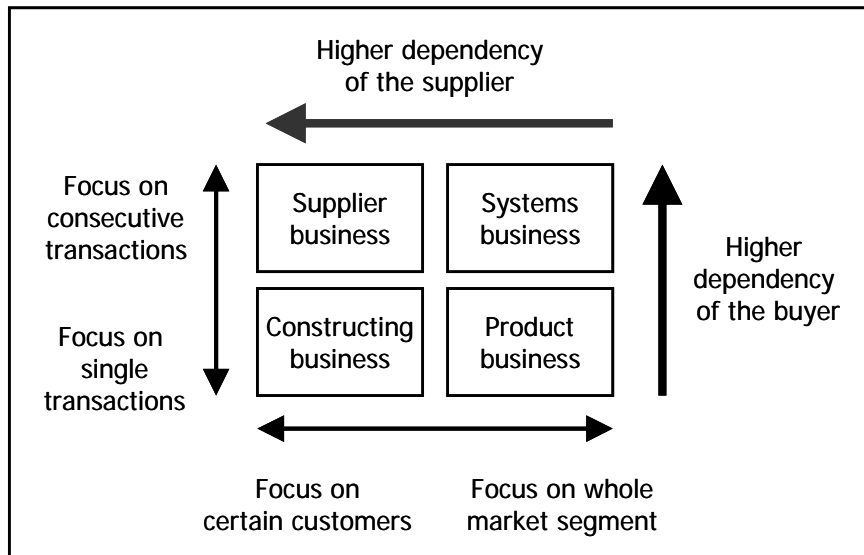 Higher dependency
of the supplier
Focus on
consecutive
transactions
Supplier
business
Systems
business
Higher
dependency
of the buyer
Focus on
single
transactions
Constructing
business
Product
business
Focus on
certain customers
Focus on whole
market segment